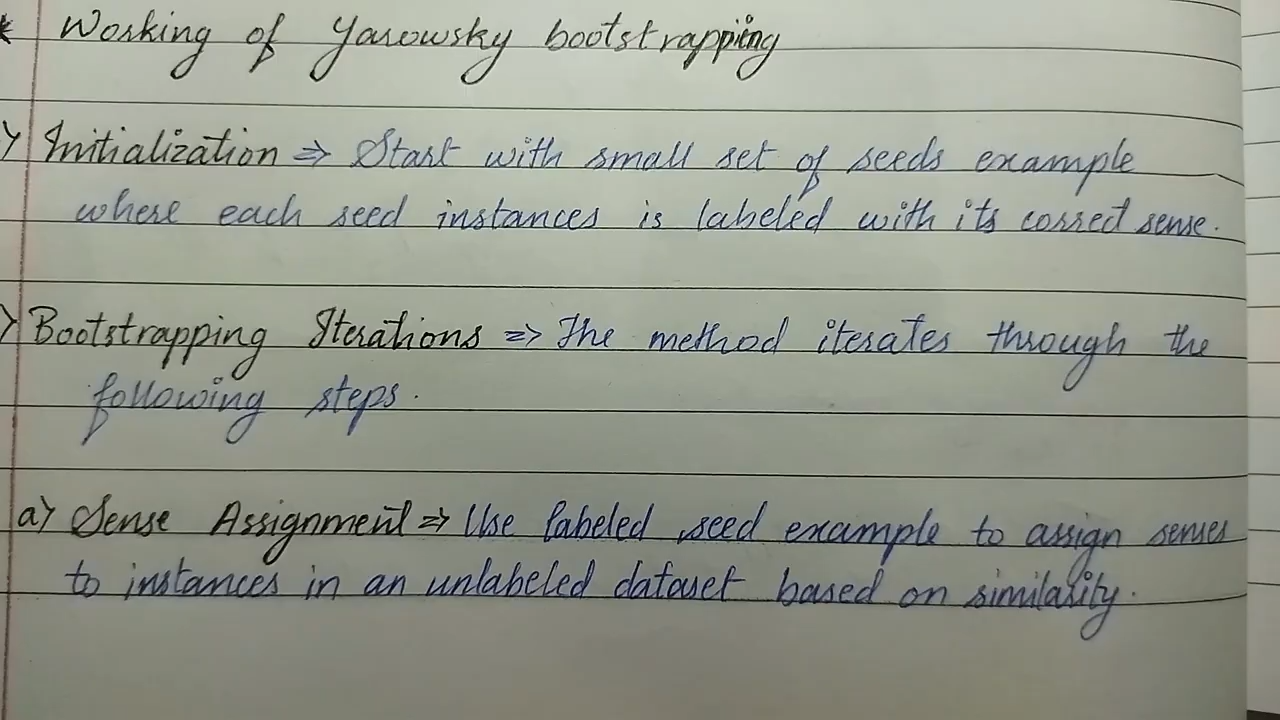 * Working of Yarowsky bootstrapping
> Initialization => Start with small set of seeds example
where each seed instances is labeled with its correct sense.
> Bootstrapping Iterations => The method iterates through the
following steps.
a> Sense Assignment => Use labeled seed example to assign senses
to instances in an unlabeled dataset based on similarity.